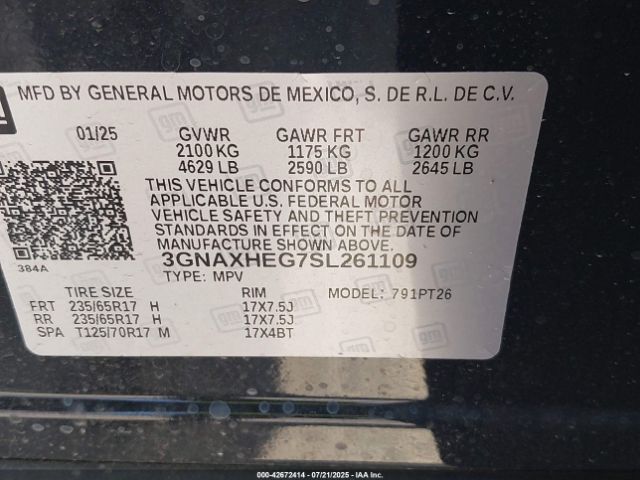 MFD BY GENERAL MOTORS DE MEXICO, S. DE R.L. DE C.V.
01/25 GVWR GAWR FRT GAWR RR
2100 KG 1175 KG 1200 KG
4629 LB 2590 LB 2645 LB
THIS VEHICLE CONFORMS TO ALL
APPLICABLE U.S. FEDERAL MOTOR
VEHICLE SAFETY AND THEFT PREVENTION
STANDARDS IN EFFECT ON THE DATE OF
MANUFACTURE SHOWN ABOVE.
384A
3GNAXHEG7SL261109
TYPE: MPV
TIRE SIZE RIM MODEL: 791PT26
FRT 235/65R17 H 17X7.5J
RR 235/65R17 H 17X7.5J
SPA T125/70R17 M 17X4BT
000-42672414 - 07/21/2025 - IAA Inc.